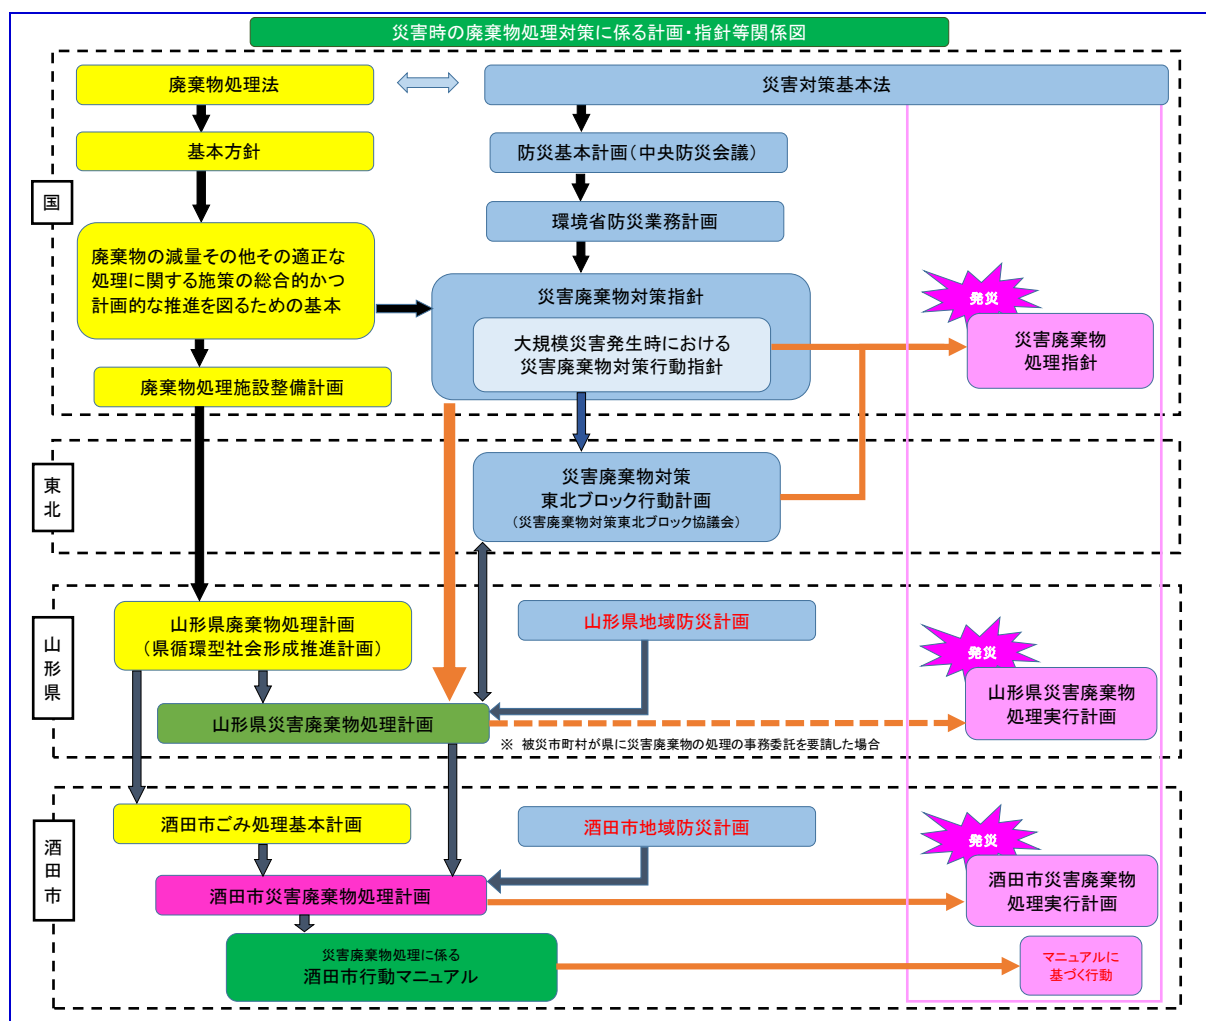 災害時の廃棄物処理対策に係る計画・指針等関係図
国
廃棄物処理法
災害対策基本法
基本方針
防災基本計画(中央防災会議)
環境省防災業務計画
廃棄物の減量その他その適正な
処理に関する施策の総合的かつ
計画的な推進を図るための基本
災害廃棄物対策指針
大規模災害発生時における
災害廃棄物対策行動指針
発災
災害廃棄物
処理指針
廃棄物処理施設整備計画
東
北
災害廃棄物対策
東北ブロック行動計画
(災害廃棄物対策東北ブロック協議会)
山
形
県
山形県廃棄物処理計画
(県循環型社会形成推進計画)
山形県地域防災計画
発災
山形県災害廃棄物
処理実行計画
山形県災害廃棄物処理計画
※ 被災市町村が県に災害廃棄物の処理の事務委託を要請した場合
酒
田
市
酒田市ごみ処理基本計画
酒田市地域防災計画
発災
酒田市災害廃棄物
処理実行計画
酒田市災害廃棄物処理計画
災害廃棄物処理に係る
酒田市行動マニュアル
マニュアルに
基づく行動